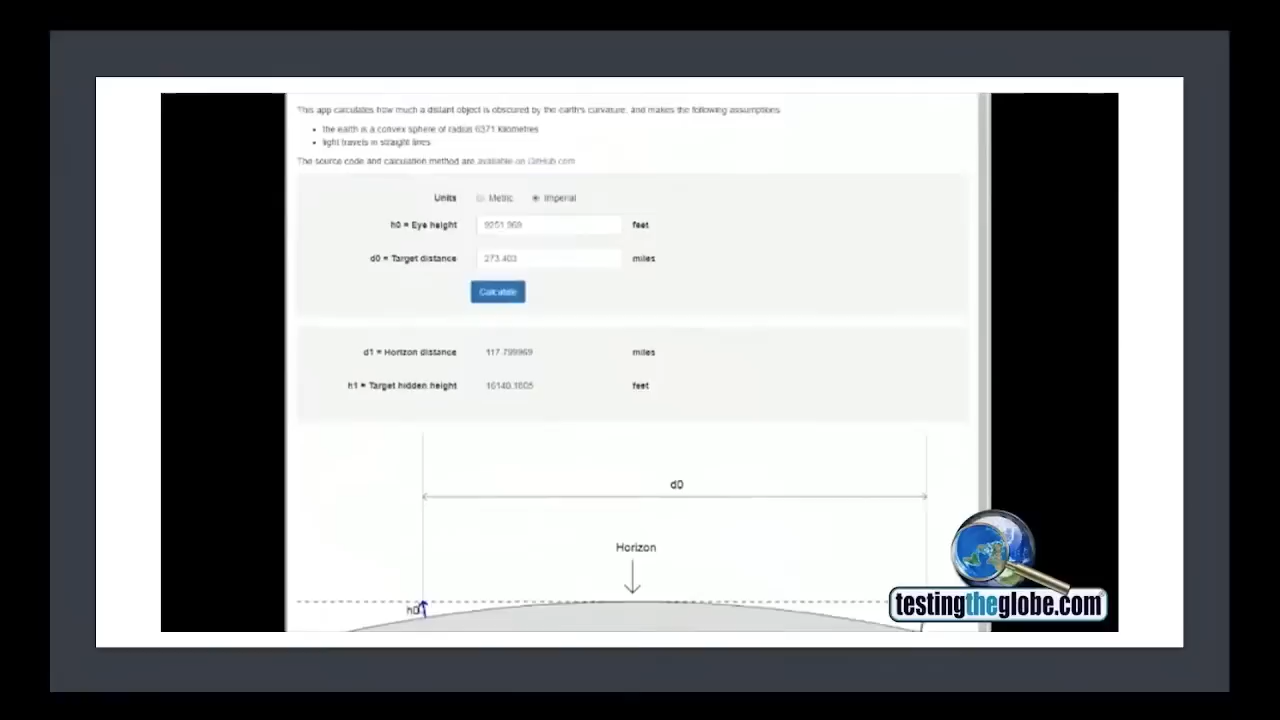 This app calculates how much a distant object is obscured by the earth's curvature, and makes the following assumptions
the earth is a convex sphere of radius 6371 kilometres
light travels in straight lines
The source code and calculation method are available on GitHub.com
Units Metric Imperial
h0 = Eye height 9251.969 feet
d0 = Target distance 273.403 miles
Calculate
d1 = Horizon distance 117.799969 miles
h1 = Target hidden height 16140.1805 feet
d0
Horizon
h0
testingtheglobe.com